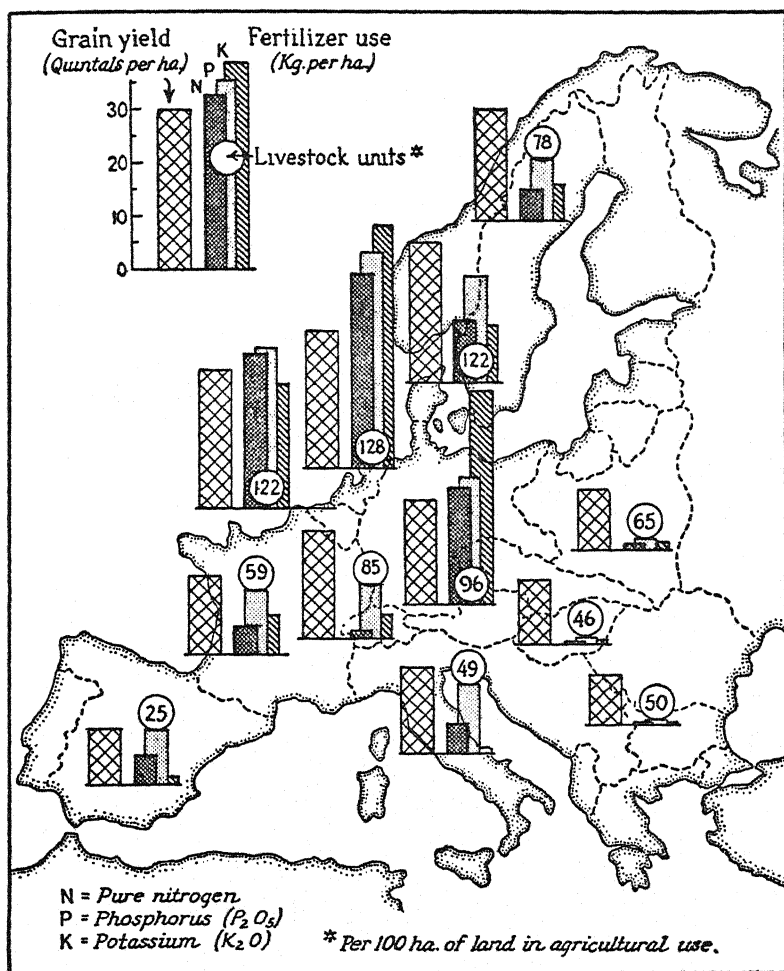 Grain yield
(Quintals per ha.)
Fertilizer use
(Kg. per ha.)
K
P
N
30
20
10
0
Livestock units*
78
122
128
122
65
96
59
85
46
49
50
25
N = Pure nitrogen
P = Phosphorus (P₂O₅)
K = Potassium (K₂O)
*Per 100 ha. of land in agricultural use.